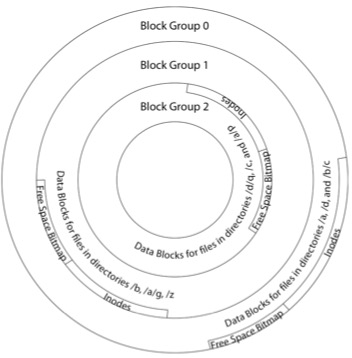 Block Group 0
Block Group 1
Block Group 2
Inodes
Data Blocks for files in directories /d/q, /c, and /a/p
Free Space Bitmap
Data Blocks for files in directories /b, /a/g, /z
Free Space Bitmap
Inodes
Data Blocks for files in directories /a, /d, and /b/c
Inodes
Free Space Bitmap